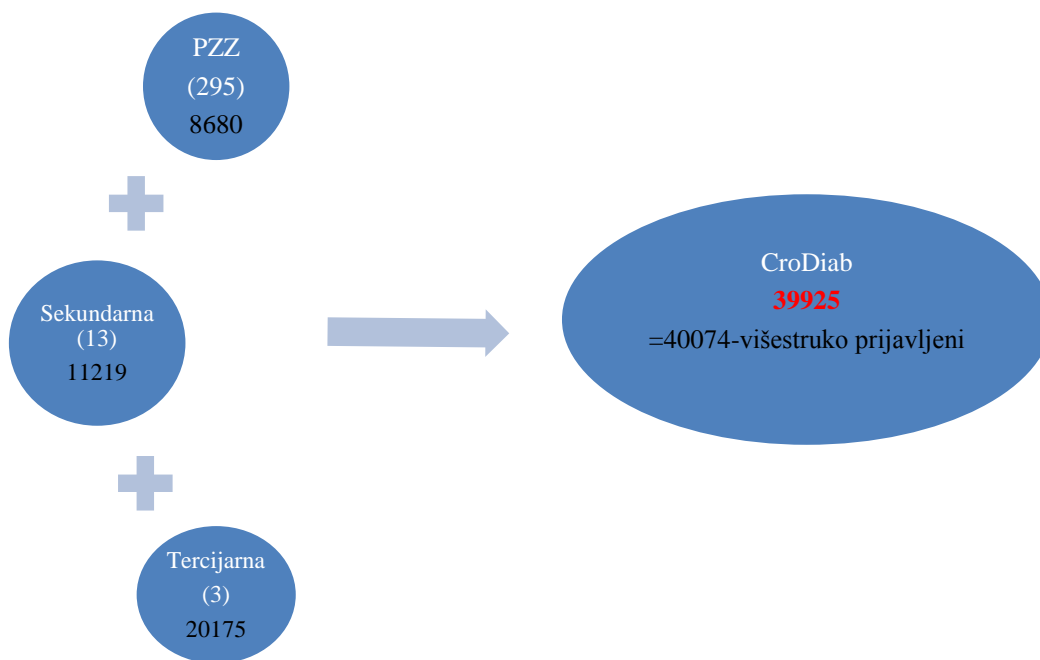 PZZ
(295)
8680
Sekundarna
(13)
11219
Tercijarna
(3)
20175
CroDiab
39925
=40074-višestruko prijavljeni